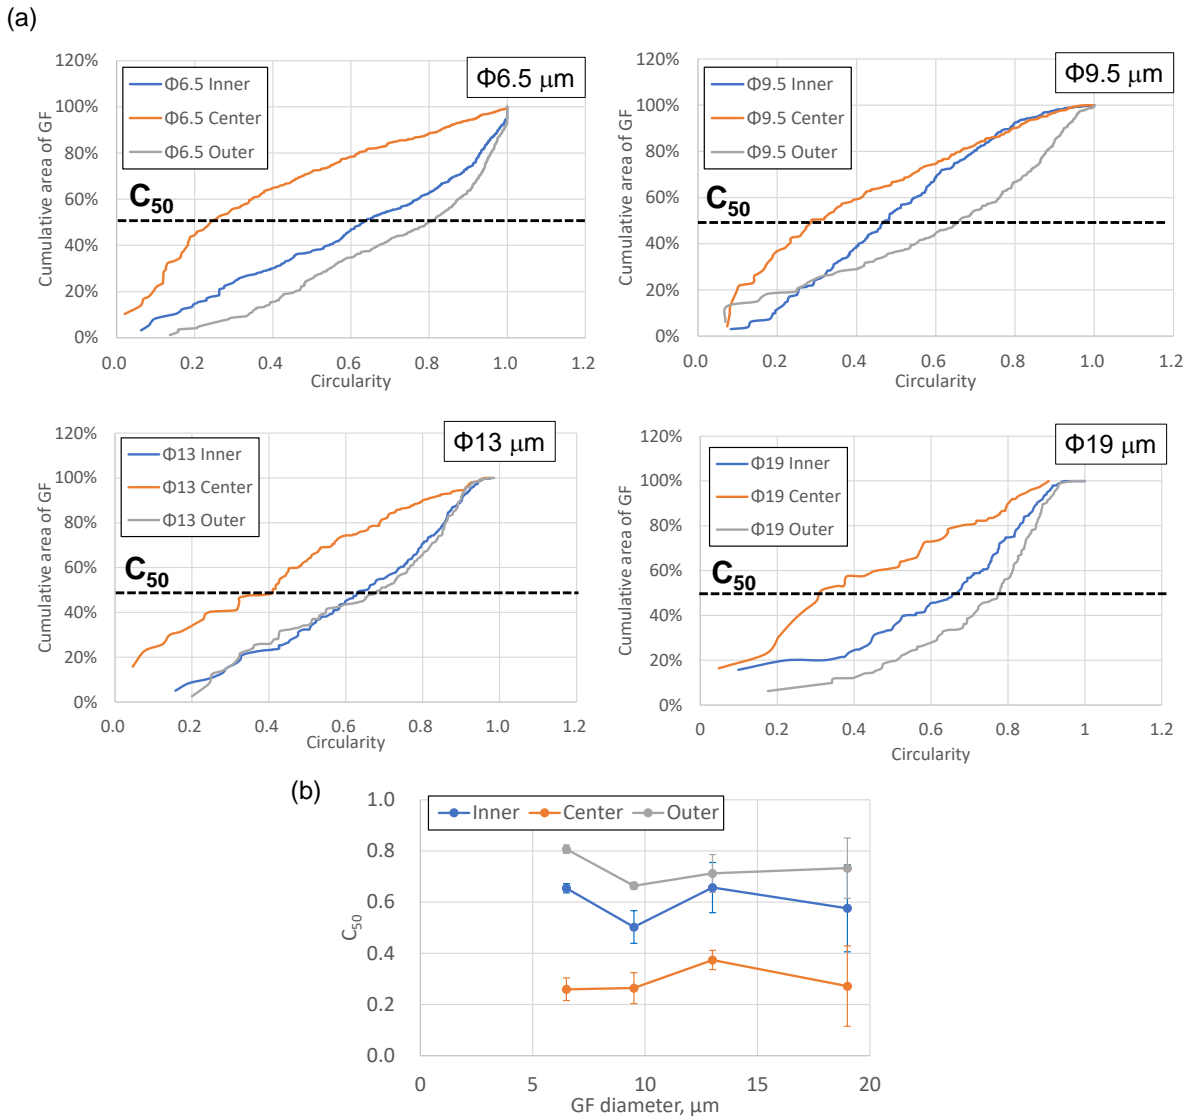 (a)
120%
100%
80%
60%
40%
20%
0%
Cumulative area of GF
Φ6.5 Inner
Φ6.5 Center
Φ6.5 Outer
Φ6.5 μm
C50
0.0 0.2 0.4 0.6 0.8 1.0 1.2
Circularity
120%
100%
80%
60%
40%
20%
0%
Cumulative area of GF
Φ9.5 Inner
Φ9.5 Center
Φ9.5 Outer
Φ9.5 μm
C50
0.0 0.2 0.4 0.6 0.8 1.0 1.2
Circularity
120%
100%
80%
60%
40%
20%
0%
Cumulative area of GF
Φ13 Inner
Φ13 Center
Φ13 Outer
Φ13 μm
C50
0.0 0.2 0.4 0.6 0.8 1.0 1.2
Circularity
120%
100%
80%
60%
40%
20%
0%
Cumulative area of GF
Φ19 Inner
Φ19 Center
Φ19 Outer
Φ19 μm
C50
0 0.2 0.4 0.6 0.8 1 1.2
Circularity
(b)
1.0
0.8
0.6
0.4
0.2
0.0
C50
Inner Center Outer
0 5 10 15 20
GF diameter, μm